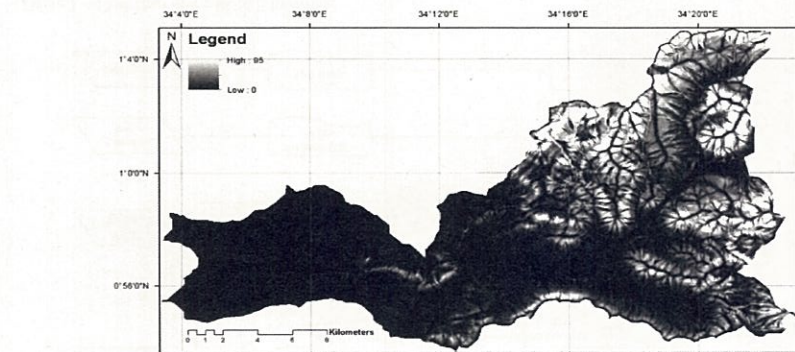 34°4'0"E 34°8'0"E 34°12'0"E 34°16'0"E 34°20'0"E
N
Legend
High : 95
Low : 0
1°4'0"N
1°0'0"N
0°56'0"N
Kilometers
0 1 2 4 6 8